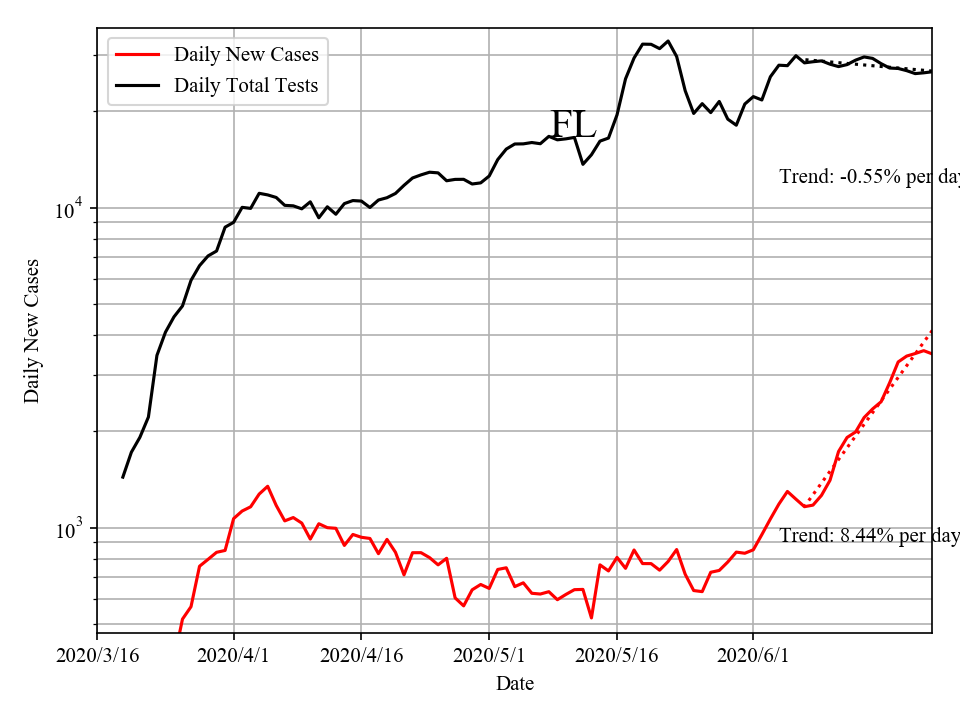 Daily New Cases
Daily Total Tests
FL
Trend: -0.55% per day
10^4
Daily New Cases
10^3
Trend: 8.44% per day
2020/3/16
2020/4/1
2020/4/16
2020/5/1
2020/5/16
2020/6/1
Date